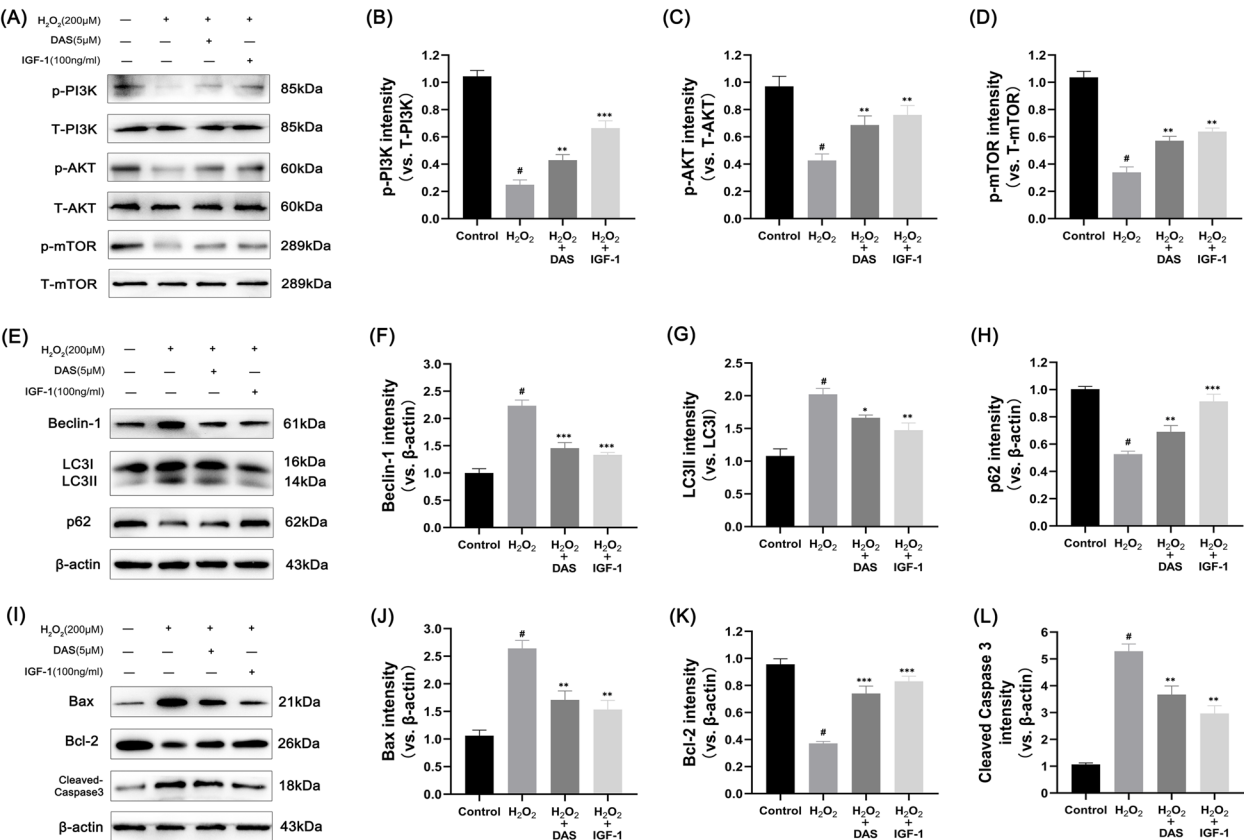 (A)
H₂O₂(200μM) — + + +
DAS(5μM) — — + —
IGF-1(100ng/ml) — — — +
p-PI3K 85kDa
T-PI3K 85kDa
p-AKT 60kDa
T-AKT 60kDa
p-mTOR 289kDa
T-mTOR 289kDa
(B)
p-PI3K intensity
(vs. T-PI3K)
1.2
1.0
0.8
0.6
0.4
0.2
0.0
# ** ***
Control H₂O₂ H₂O₂ H₂O₂
+ +
DAS IGF-1
(C)
p-AKT intensity
(vs. T-AKT)
1.2
1.0
0.8
0.6
0.4
0.2
0.0
# ** **
Control H₂O₂ H₂O₂ H₂O₂
+ +
DAS IGF-1
(D)
p-mTOR intensity
(vs. T-mTOR)
1.2
1.0
0.8
0.6
0.4
0.2
0.0
# ** **
Control H₂O₂ H₂O₂ H₂O₂
+ +
DAS IGF-1
(E)
H₂O₂(200μM) — + + +
DAS(5μM) — — + —
IGF-1(100ng/ml) — — — +
Beclin-1 61kDa
LC3I 16kDa
LC3II 14kDa
p62 62kDa
β-actin 43kDa
(F)
Beclin-1 intensity
(vs. β-actin)
3.0
2.5
2.0
1.5
1.0
0.5
0.0
# *** ***
Control H₂O₂ H₂O₂ H₂O₂
+ +
DAS IGF-1
(G)
LC3II intensity
(vs. LC3I)
2.5
2.0
1.5
1.0
0.5
0.0
# * **
Control H₂O₂ H₂O₂ H₂O₂
+ +
DAS IGF-1
(H)
p62 intensity
(vs. β-actin)
1.2
1.0
0.8
0.6
0.4
0.2
0.0
# ** ***
Control H₂O₂ H₂O₂ H₂O₂
+ +
DAS IGF-1
(I)
H₂O₂(200μM) — + + +
DAS(5μM) — — + —
IGF-1(100ng/ml) — — — +
Bax 21kDa
Bcl-2 26kDa
Cleaved-
Caspase3 18kDa
β-actin 43kDa
(J)
Bax intensity
(vs. β-actin)
3.0
2.5
2.0
1.5
1.0
0.5
0.0
# ** **
Control H₂O₂ H₂O₂ H₂O₂
+ +
DAS IGF-1
(K)
Bcl-2 intensity
(vs. β-actin)
1.2
1.0
0.8
0.6
0.4
0.2
0.0
# *** ***
Control H₂O₂ H₂O₂ H₂O₂
+ +
DAS IGF-1
(L)
Cleaved Caspase 3
intensity
(vs. β-actin)
6
5
4
3
2
1
0
# ** **
Control H₂O₂ H₂O₂ H₂O₂
+ +
DAS IGF-1